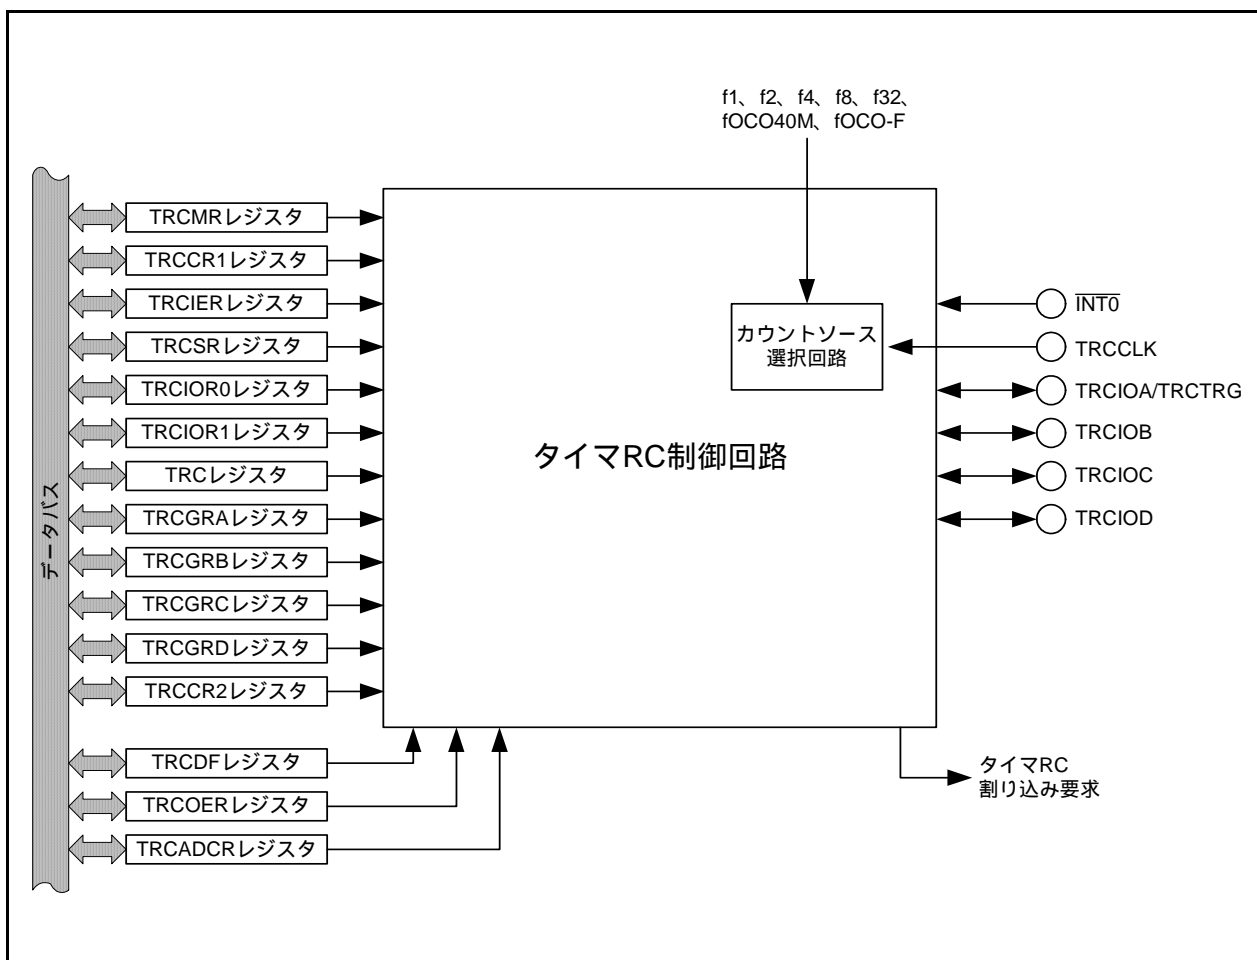 f1、f2、f4、f8、f32、
fOCO40M、fOCO-F
データバス
TRCMRレジスタ
TRCCR1レジスタ
TRCIERレジスタ
TRCSRレジスタ
TRCIOR0レジスタ
TRCIOR1レジスタ
TRCレジスタ
TRCGRAレジスタ
TRCGRBレジスタ
TRCGRCレジスタ
TRCGRDレジスタ
TRCCR2レジスタ
TRCDFレジスタ
TRCOERレジスタ
TRCADCRレジスタ
カウントソース
選択回路
タイマRC制御回路
INT0
TRCCLK
TRCIOA/TRCTRG
TRCIOB
TRCIOC
TRCIOD
タイマRC
割り込み要求